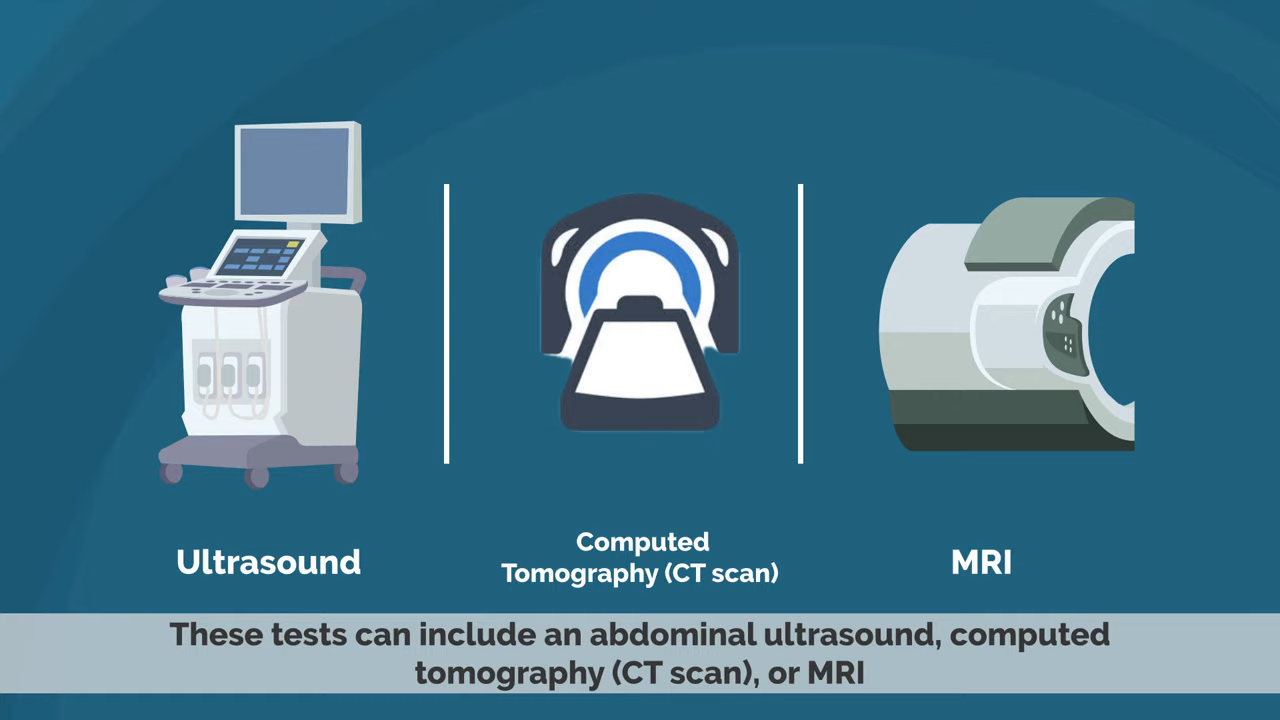 Ultrasound
Computed
Tomography (CT scan)
MRI
These tests can include an abdominal ultrasound, computed
tomography (CT scan), or MRI